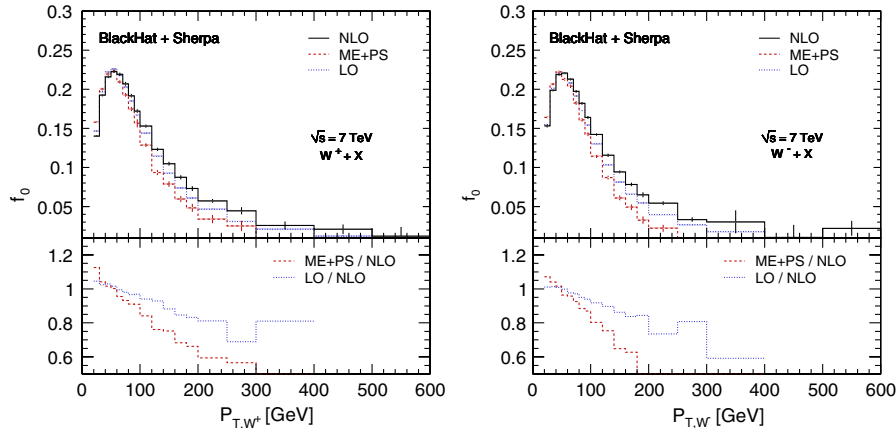 0.3
0.25
0.2
0.15
0.1
0.05
f₀
BlackHat + Sherpa
NLO
ME+PS
LO
√s = 7 TeV
W⁺ + X
1.2
1
0.8
0.6
ME+PS / NLO
LO / NLO
0 100 200 300 400 500 600
P_{T,W⁺} [GeV]
0.3
0.25
0.2
0.15
0.1
0.05
f₀
BlackHat + Sherpa
NLO
ME+PS
LO
√s = 7 TeV
W⁻ + X
1.2
1
0.8
0.6
ME+PS / NLO
LO / NLO
0 100 200 300 400 500 600
P_{T,W⁻} [GeV]